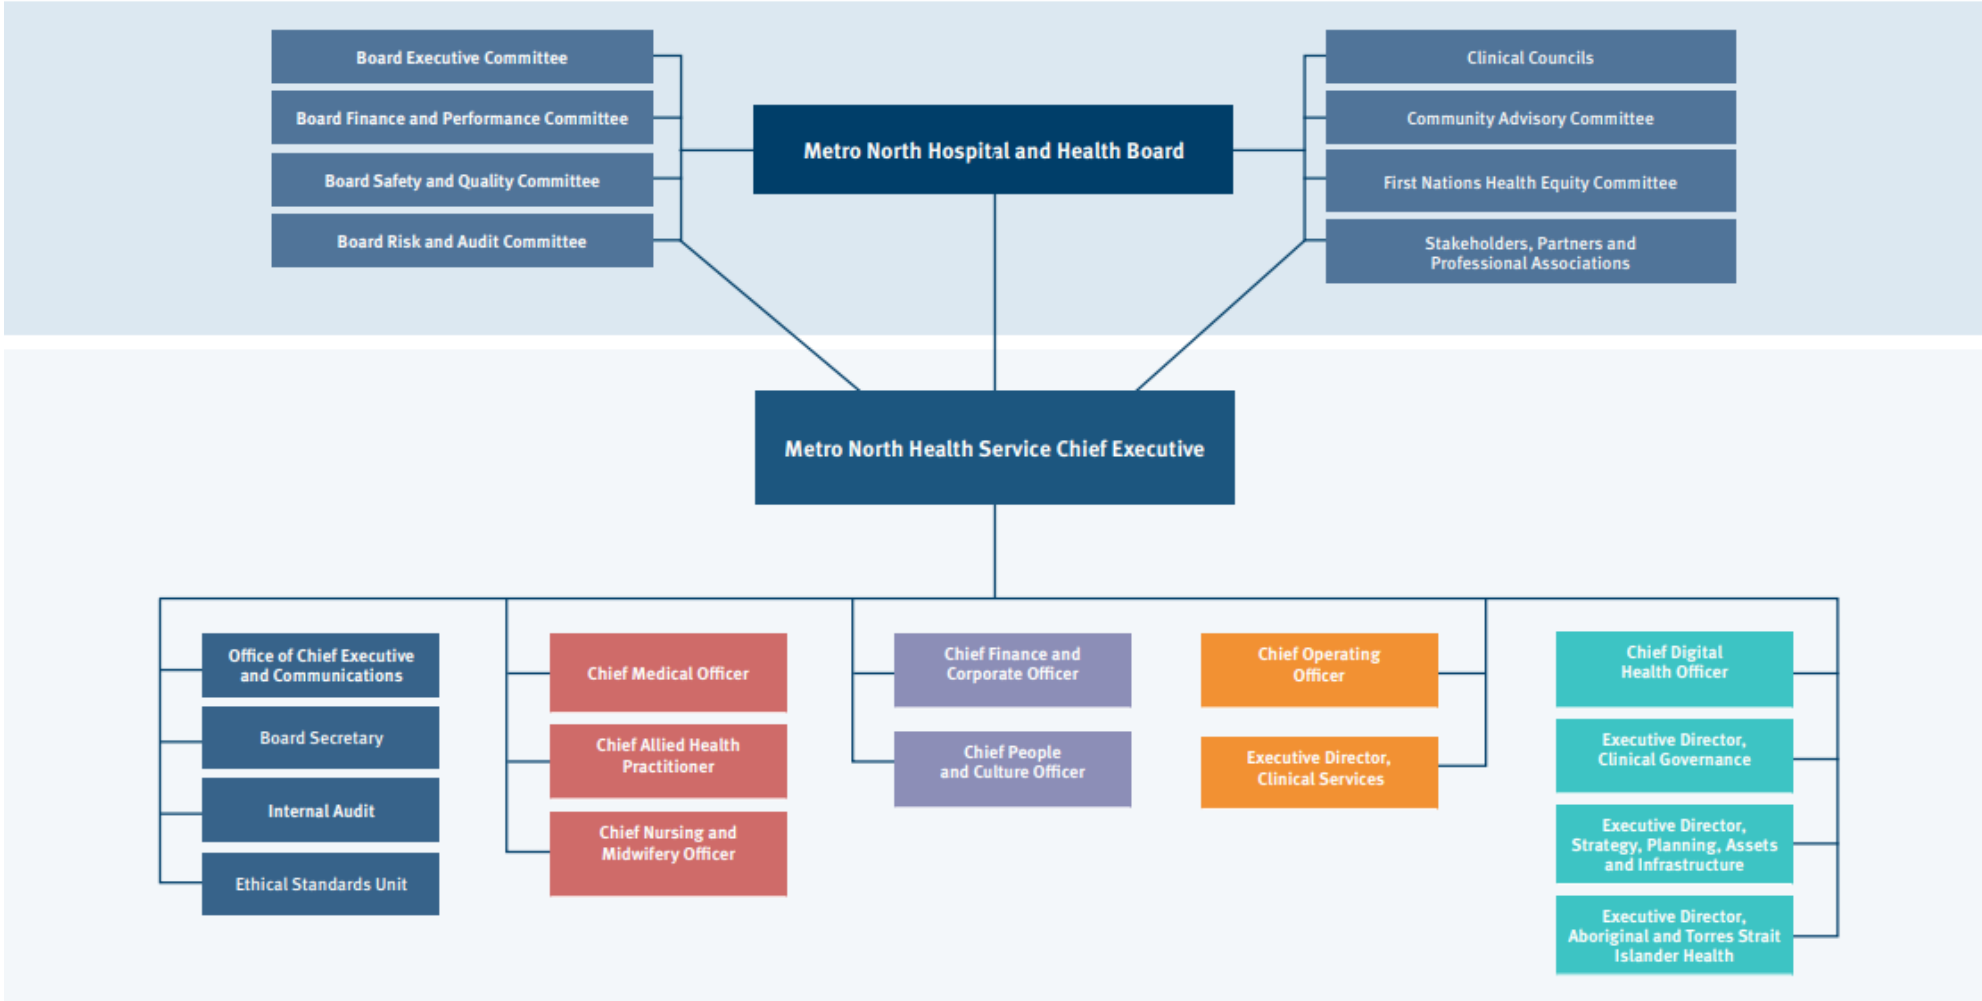 Board Executive Committee
Board Finance and Performance Committee
Board Safety and Quality Committee
Board Risk and Audit Committee
Metro North Hospital and Health Board
Clinical Councils
Community Advisory Committee
First Nations Health Equity Committee
Stakeholders, Partners and
Professional Associations
Metro North Health Service Chief Executive
Office of Chief Executive
and Communications
Board Secretary
Internal Audit
Ethical Standards Unit
Chief Medical Officer
Chief Allied Health
Practitioner
Chief Nursing and
Midwifery Officer
Chief Finance and
Corporate Officer
Chief People
and Culture Officer
Chief Operating
Officer
Executive Director,
Clinical Services
Chief Digital
Health Officer
Executive Director,
Clinical Governance
Executive Director,
Strategy, Planning, Assets
and Infrastructure
Executive Director,
Aboriginal and Torres Strait
Islander Health